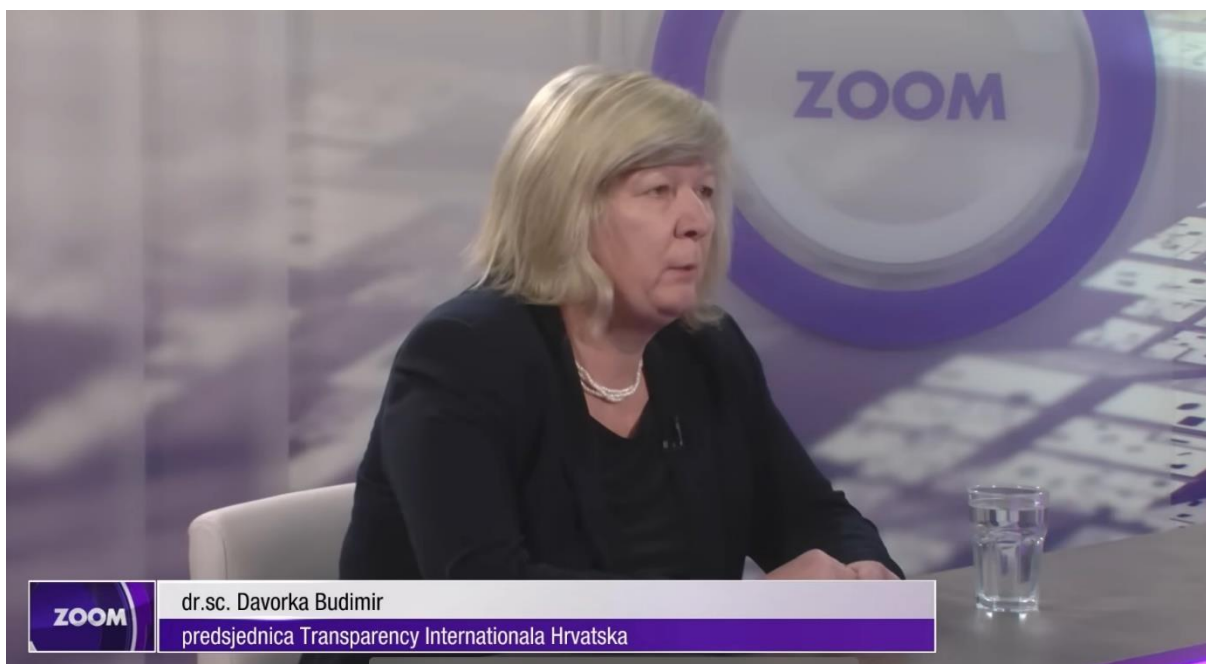 ZOOM
ZOOM
dr.sc. Davorka Budimir
predsjednica Transparency Internationala Hrvatska